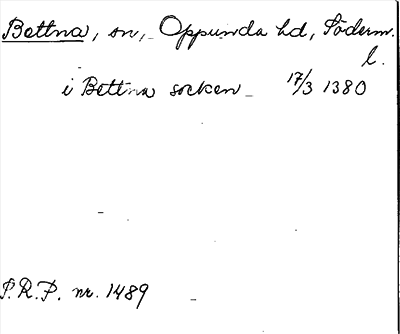 Bettna, sn, Oppunda hd, Söderm.
l.
i Bettna socken 17/3 1380
P.R.P. nr. 1489